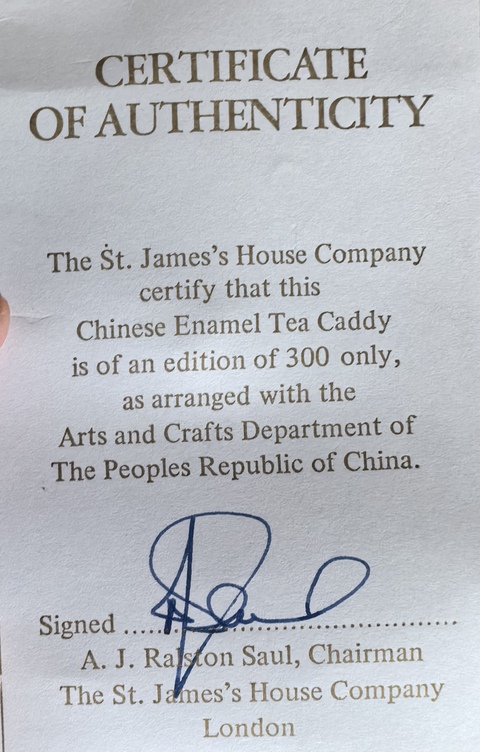 CERTIFICATE
OF AUTHENTICITY
The St. James's House Company
certify that this
Chinese Enamel Tea Caddy
is of an edition of 300 only,
as arranged with the
Arts and Crafts Department of
The Peoples Republic of China.
Signed ........................................
A. J. Ralston Saul, Chairman
The St. James's House Company
London